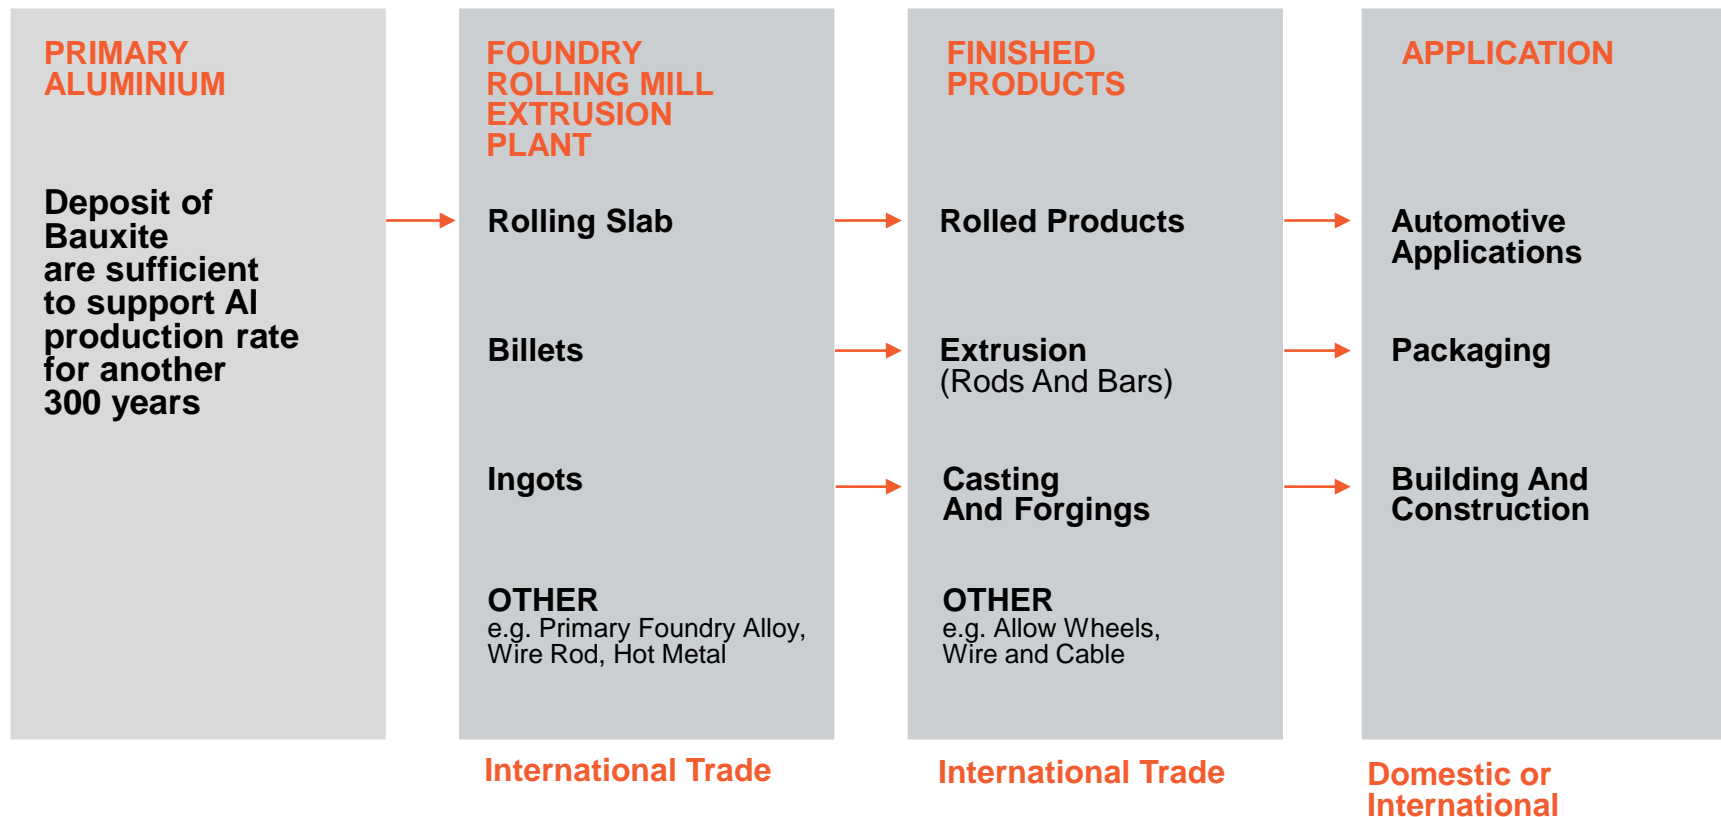 PRIMARY
ALUMINIUM
Deposit of
Bauxite
are sufficient
to support Al
production rate
for another
300 years
FOUNDRY
ROLLING MILL
EXTRUSION
PLANT
Rolling Slab
Billets
Ingots
OTHER
e.g. Primary Foundry Alloy,
Wire Rod, Hot Metal
International Trade
FINISHED
PRODUCTS
Rolled Products
Extrusion
(Rods And Bars)
Casting
And Forgings
OTHER
e.g. Allow Wheels,
Wire and Cable
International Trade
APPLICATION
Automotive
Applications
Packaging
Building And
Construction
Domestic or
International